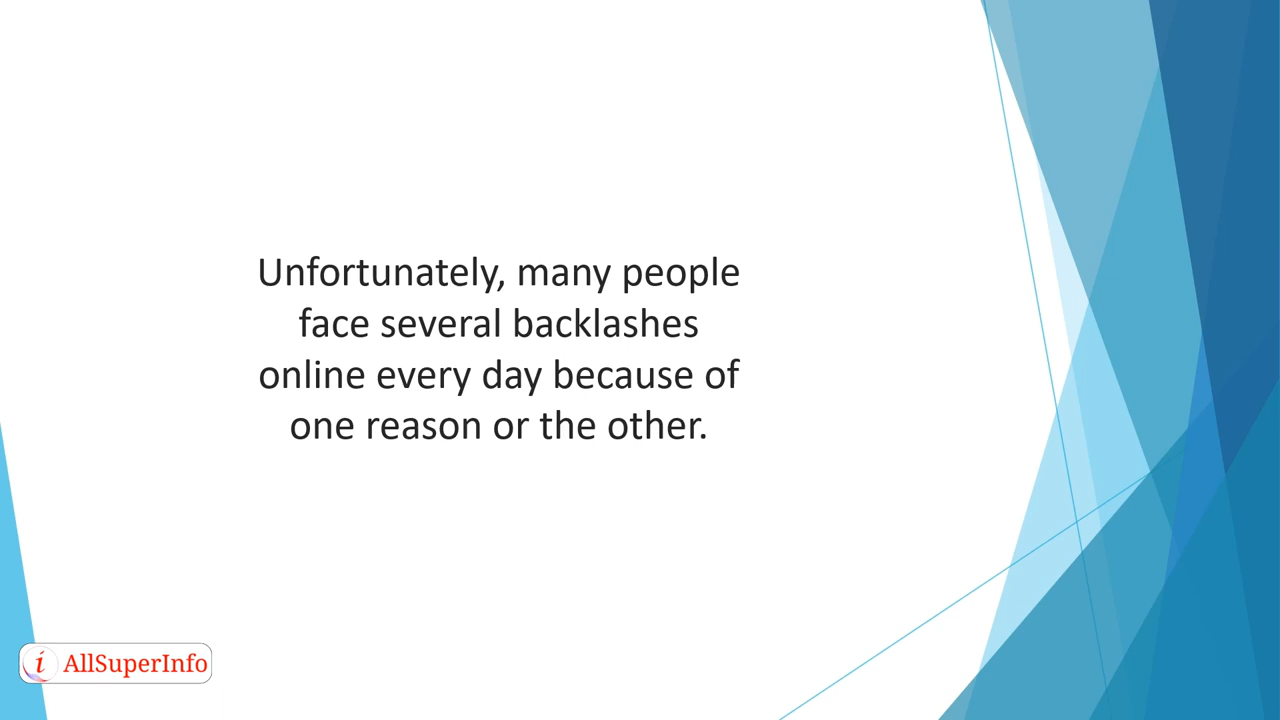 Unfortunately, many people
face several backlashes
online every day because of
one reason or the other.
i AllSuperInfo